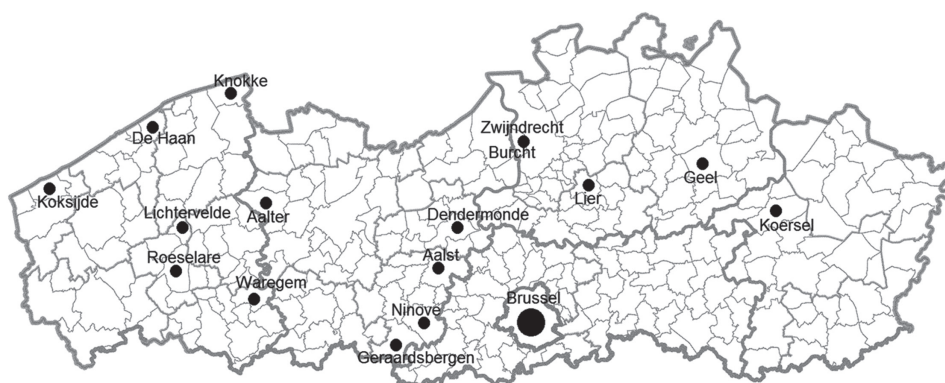 Knokke
De Haan
Zwijndrecht
Burcht
Geel
Koksijde
Lichtervelde
Aalter
Dendermonde
Lier
Koersel
Roeselare
Aalst
Waregem
Brussel
Ninove
Geraardsbergen